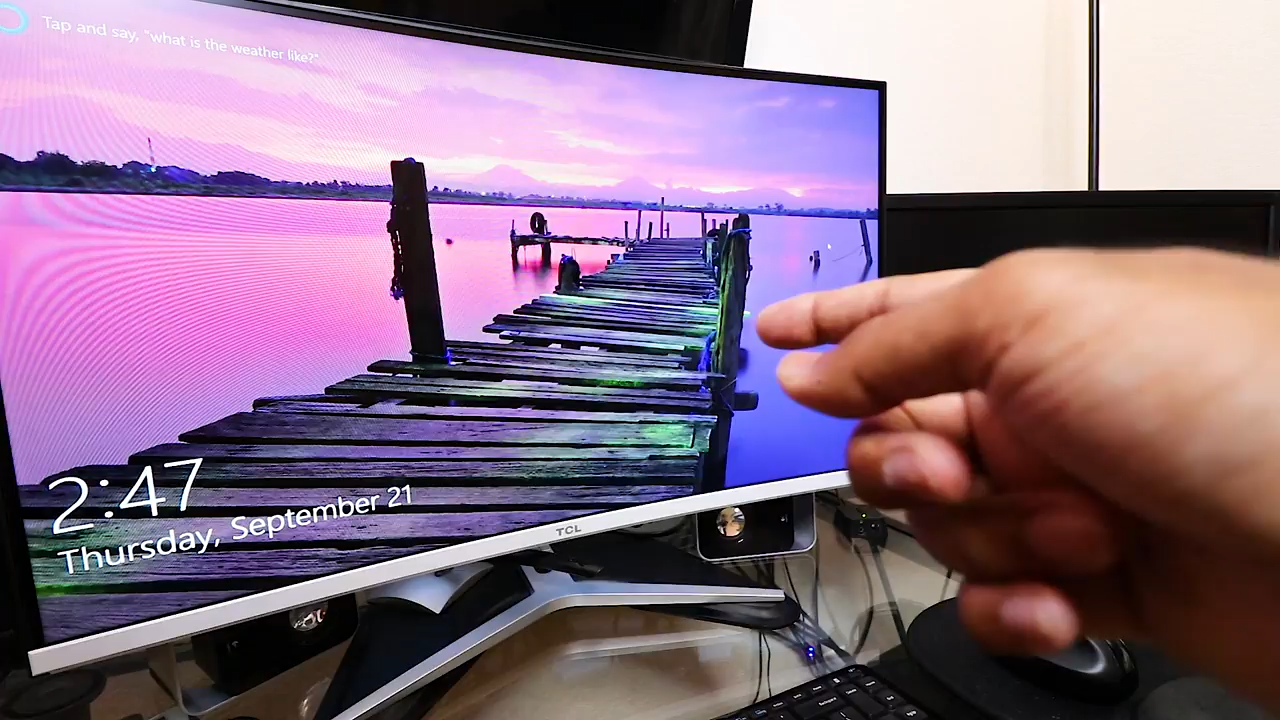 Tap and say, "what is the weather like?"
2:47
Thursday, September 21
TCL